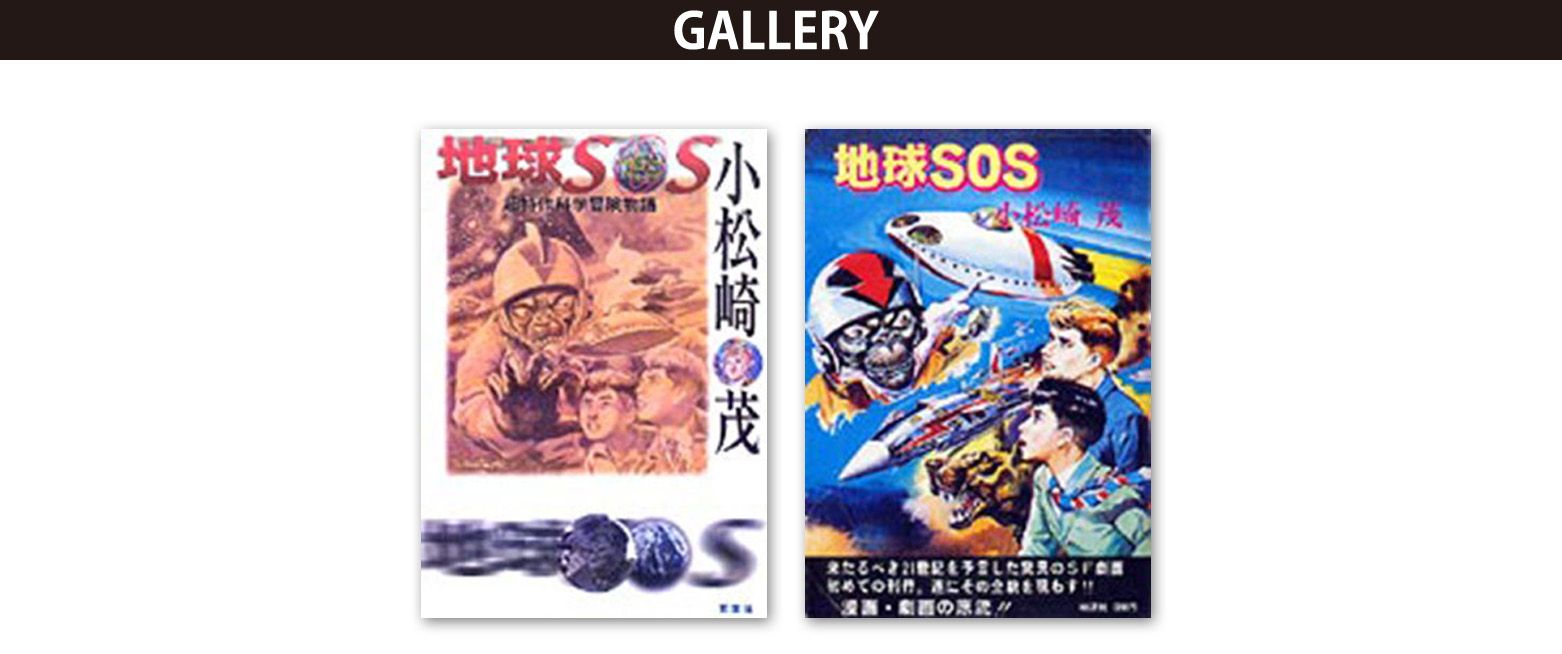 GALLERY
地球SOS
超特作科学冒険物語
小松崎茂
地球SOS
小松崎 茂
来たるべき21世紀を予言した驚異のSF劇画
初めての刊行。遂にその全貌を現わす!!
漫画・劇画の原流!!